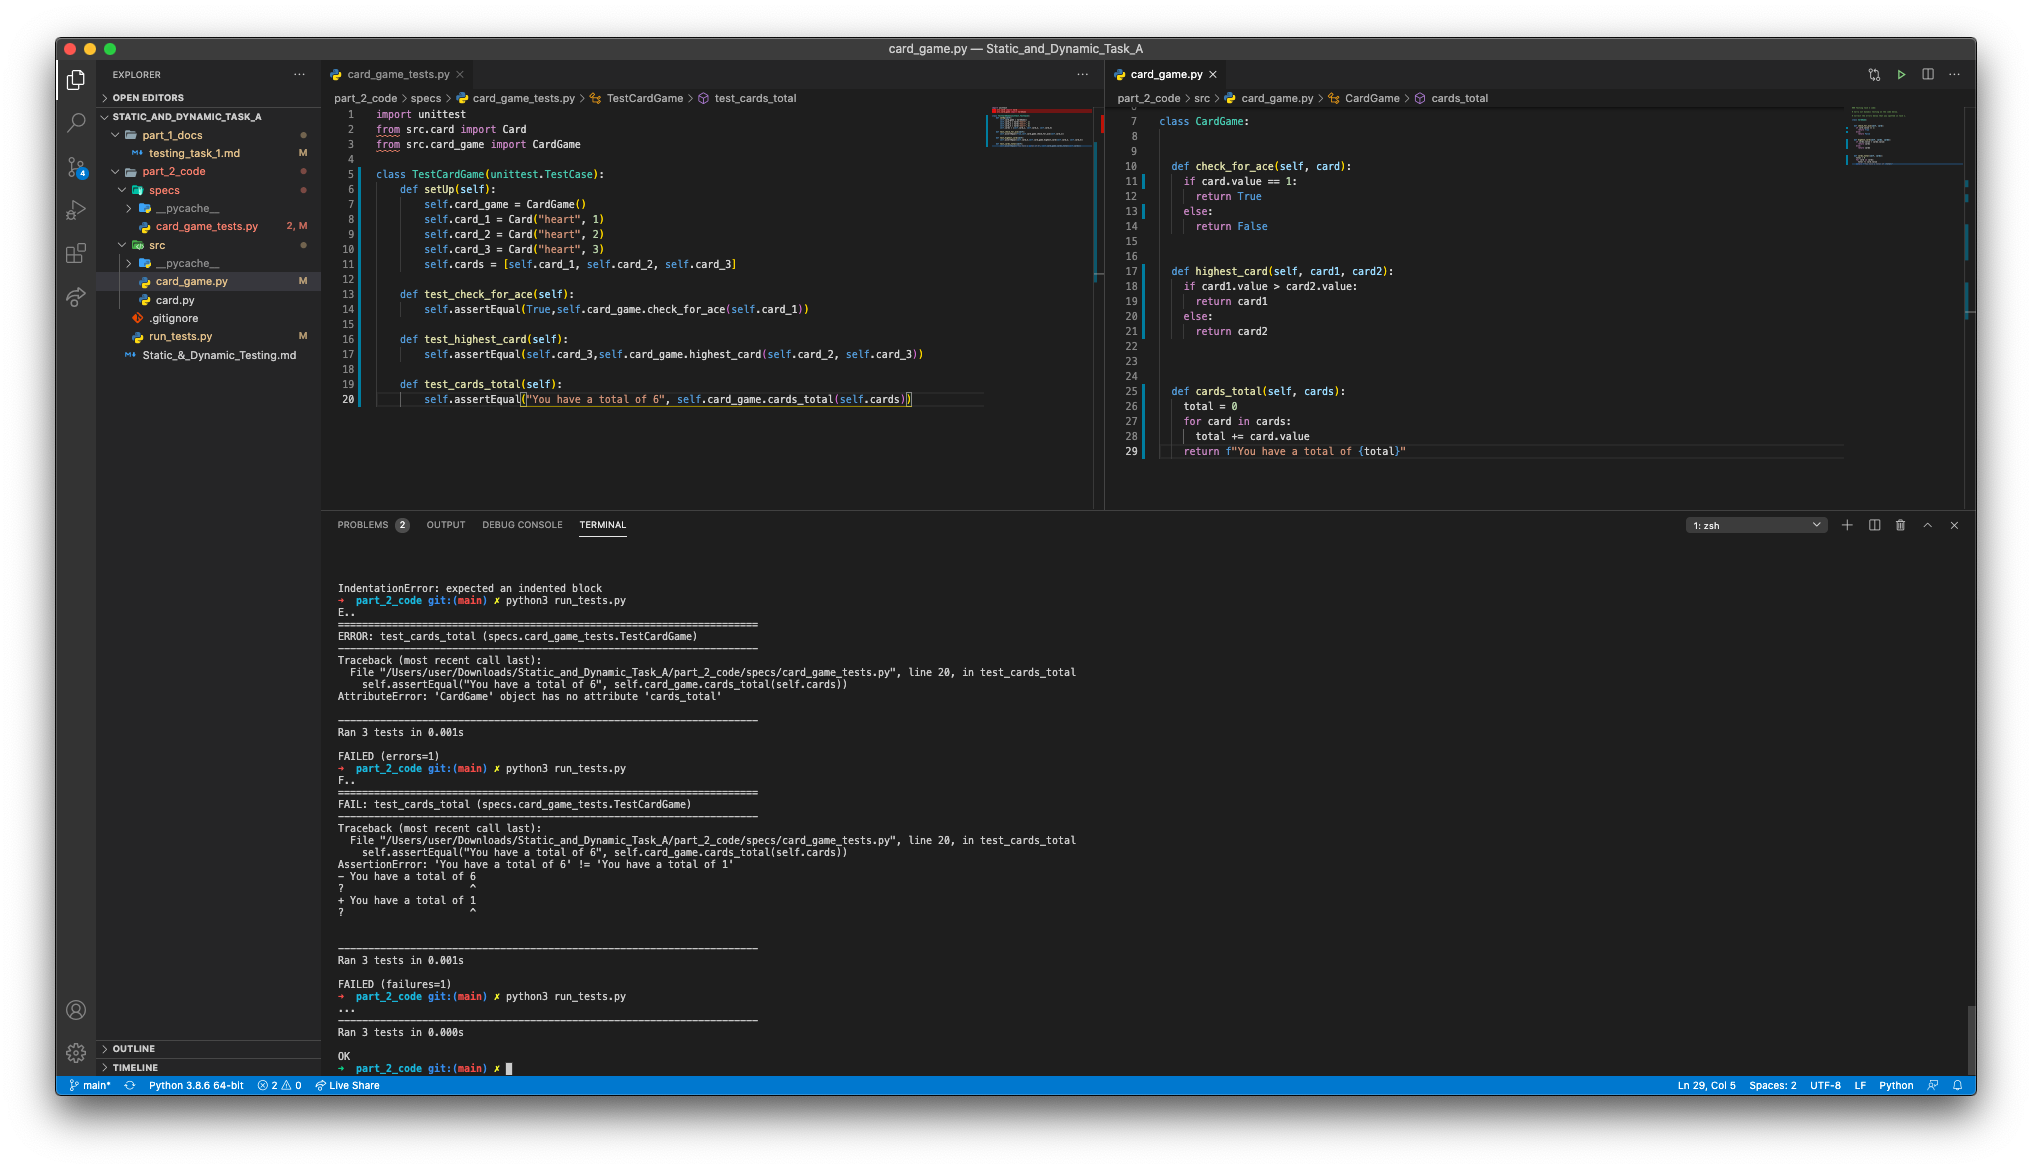 card_game.py — Static_and_Dynamic_Task_A
EXPLORER
OPEN EDITORS
STATIC_AND_DYNAMIC_TASK_A
part_1_docs
testing_task_1.md M
part_2_code
specs
__pycache__
card_game_tests.py 2, M
src
__pycache__
card_game.py M
card.py
.gitignore
run_tests.py M
Static_&_Dynamic_Testing.md
OUTLINE
TIMELINE
4
card_game_tests.py
part_2_code > specs > card_game_tests.py > TestCardGame > test_cards_total
1 import unittest
2 from src.card import Card
3 from src.card_game import CardGame
4
5 class TestCardGame(unittest.TestCase):
6 def setUp(self):
7 self.card_game = CardGame()
8 self.card_1 = Card("heart", 1)
9 self.card_2 = Card("heart", 2)
10 self.card_3 = Card("heart", 3)
11 self.cards = [self.card_1, self.card_2, self.card_3]
12
13 def test_check_for_ace(self):
14 self.assertEqual(True,self.card_game.check_for_ace(self.card_1))
15
16 def test_highest_card(self):
17 self.assertEqual(self.card_3,self.card_game.highest_card(self.card_2, self.card_3))
18
19 def test_cards_total(self):
20 self.assertEqual("You have a total of 6", self.card_game.cards_total(self.cards))
card_game.py
part_2_code > src > card_game.py > CardGame > cards_total
7 class CardGame:
8
9
10 def check_for_ace(self, card):
11 if card.value == 1:
12 return True
13 else:
14 return False
15
16
17 def highest_card(self, card1, card2):
18 if card1.value > card2.value:
19 return card1
20 else:
21 return card2
22
23
24
25 def cards_total(self, cards):
26 total = 0
27 for card in cards:
28 total += card.value
29 return f"You have a total of {total}"
PROBLEMS 2 OUTPUT DEBUG CONSOLE TERMINAL
1: zsh
IndentationError: expected an indented block
➜ part_2_code git:(main) ✗ python3 run_tests.py
E..
======================================================================
ERROR: test_cards_total (specs.card_game_tests.TestCardGame)
----------------------------------------------------------------------
Traceback (most recent call last):
File "/Users/user/Downloads/Static_and_Dynamic_Task_A/part_2_code/specs/card_game_tests.py", line 20, in test_cards_total
self.assertEqual("You have a total of 6", self.card_game.cards_total(self.cards))
AttributeError: 'CardGame' object has no attribute 'cards_total'
----------------------------------------------------------------------
Ran 3 tests in 0.001s
FAILED (errors=1)
➜ part_2_code git:(main) ✗ python3 run_tests.py
F..
======================================================================
FAIL: test_cards_total (specs.card_game_tests.TestCardGame)
----------------------------------------------------------------------
Traceback (most recent call last):
File "/Users/user/Downloads/Static_and_Dynamic_Task_A/part_2_code/specs/card_game_tests.py", line 20, in test_cards_total
self.assertEqual("You have a total of 6", self.card_game.cards_total(self.cards))
AssertionError: 'You have a total of 6' != 'You have a total of 1'
- You have a total of 6
? ^
+ You have a total of 1
? ^
----------------------------------------------------------------------
Ran 3 tests in 0.001s
FAILED (failures=1)
➜ part_2_code git:(main) ✗ python3 run_tests.py
...
----------------------------------------------------------------------
Ran 3 tests in 0.000s
OK
➜ part_2_code git:(main) ✗
main* Python 3.8.6 64-bit 2 0 Live Share
Ln 29, Col 5 Spaces: 2 UTF-8 LF Python